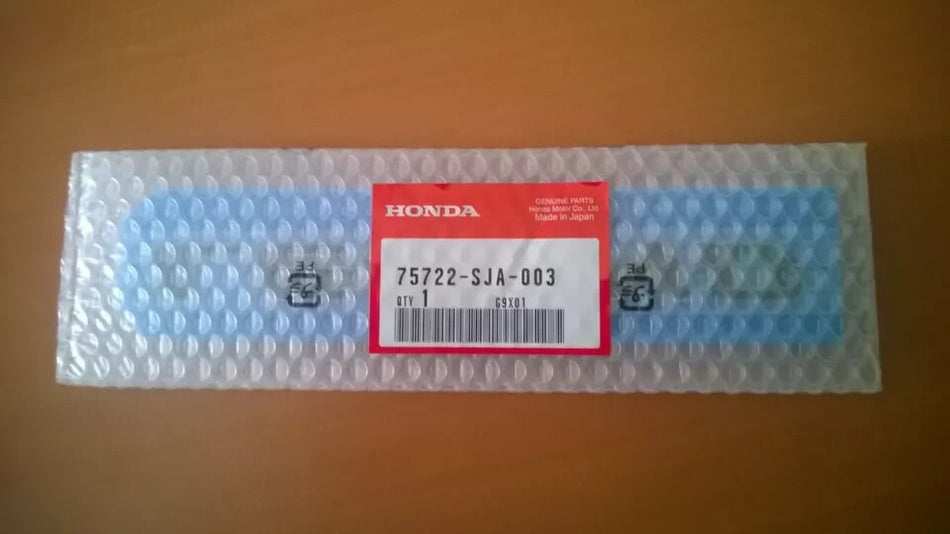 HONDA
GENUINE PARTS
Honda Motor Co., Ltd
Made in Japan
75722-SJA-003
QTY 1 G9X01
PE
PE